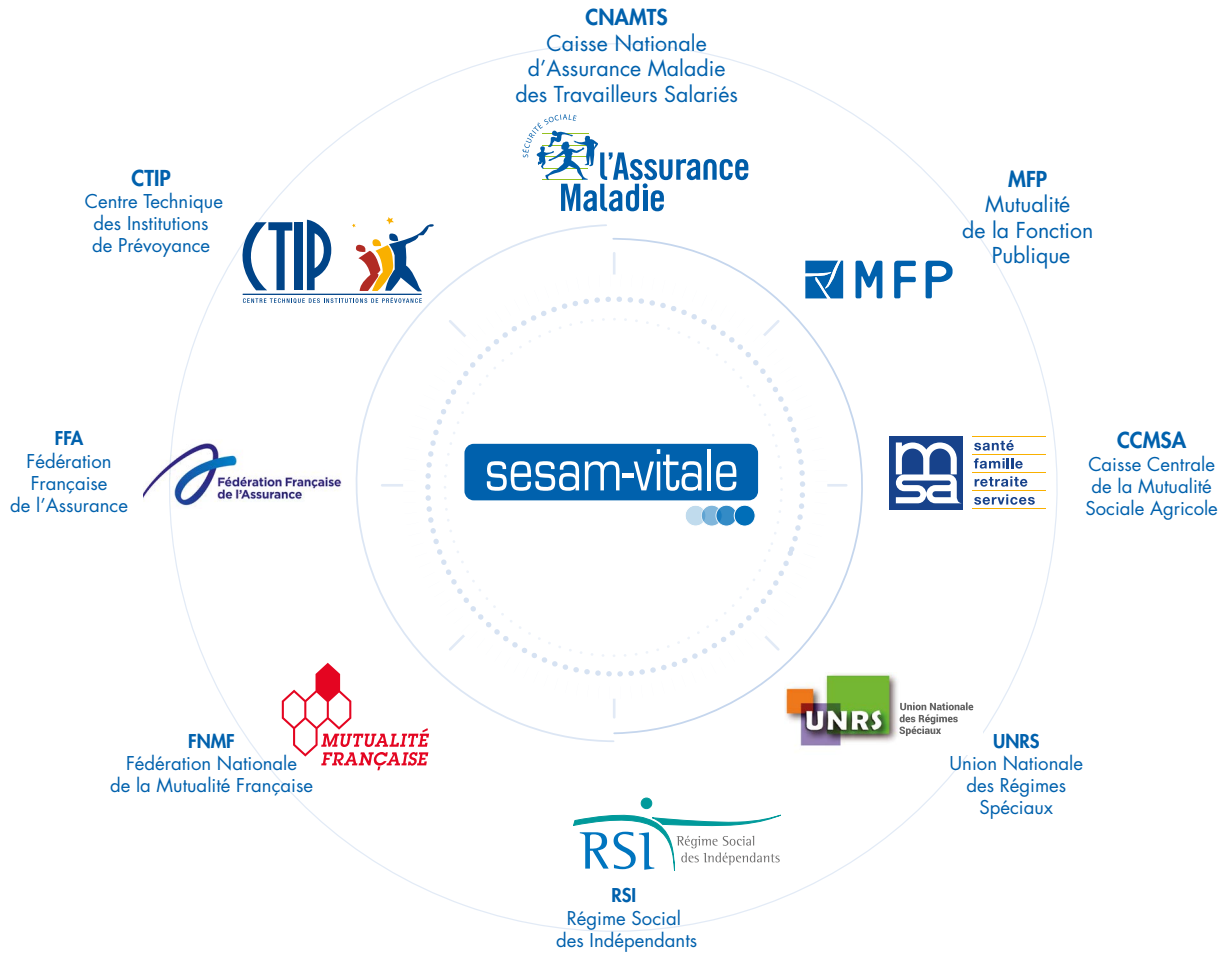 CNAMTS
Caisse Nationale
d'Assurance Maladie
des Travailleurs Salariés
SÉCURITÉ SOCIALE
l'Assurance
Maladie
MFP
Mutualité
de la Fonction
Publique
MFP
CCMSA
Caisse Centrale
de la Mutualité
Sociale Agricole
msa
santé
famille
retraite
services
UNRS
Union Nationale
des Régimes
Spéciaux
UNRS
Union Nationale
des Régimes
Spéciaux
RSI
Régime Social
des Indépendants
RSI
Régime Social
des Indépendants
MUTUALITÉ
FRANÇAISE
FNMF
Fédération Nationale
de la Mutualité Française
FFA
Fédération
Française
de l'Assurance
Fédération Française
de l'Assurance
CTIP
Centre Technique
des Institutions
de Prévoyance
CTIP
CENTRE TECHNIQUE DES INSTITUTIONS DE PRÉVOYANCE
sesam-vitale